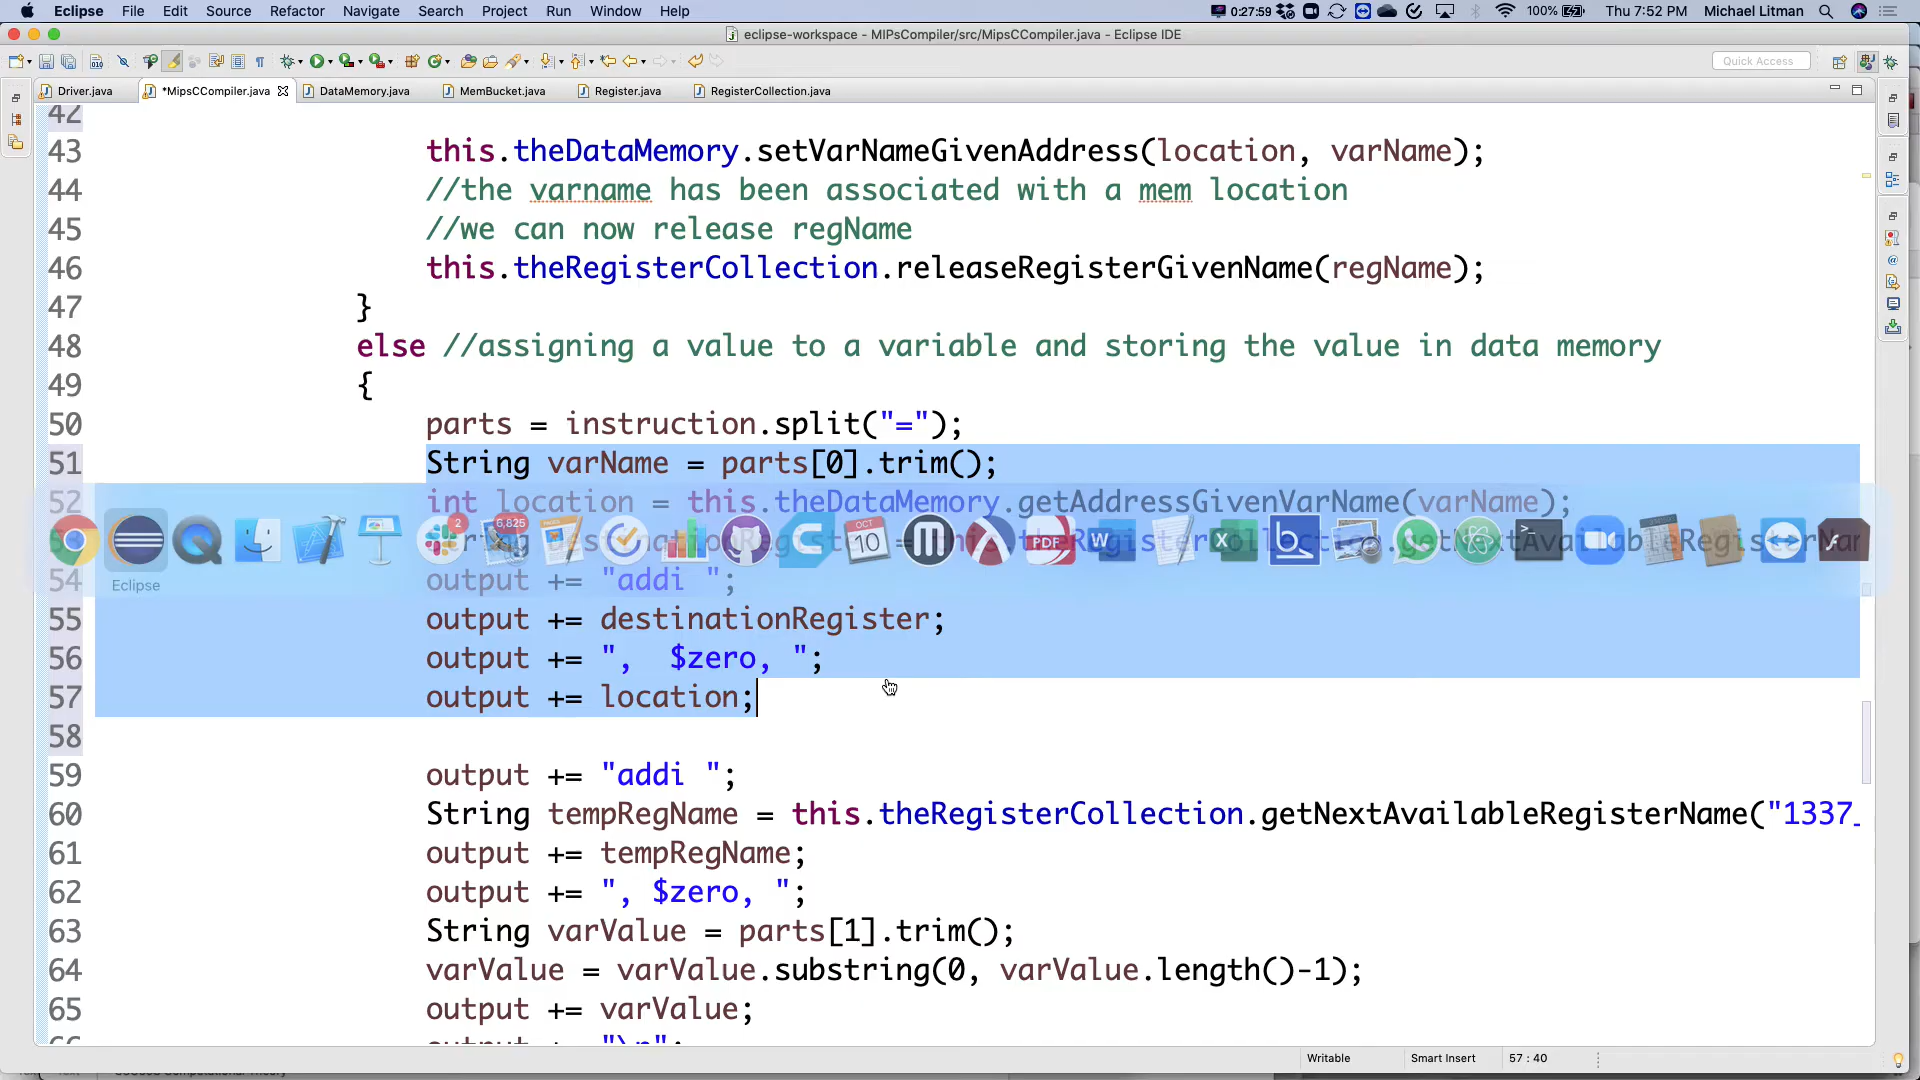 Eclipse File Edit Source Refactor Navigate Search Project Run Window Help 0:27:59 100% Thu 7:52 PM Michael Litman
eclipse-workspace - MIPsCompiler/src/MipsCCompiler.java - Eclipse IDE
Quick Access
Driver.java *MipsCCompiler.java DataMemory.java MemBucket.java Register.java RegisterCollection.java
42
43 this.theDataMemory.setVarNameGivenAddress(location, varName);
44 //the varname has been associated with a mem location
45 //we can now release regName
46 this.theRegisterCollection.releaseRegisterGivenName(regName);
47 }
48 else //assigning a value to a variable and storing the value in data memory
49 {
50 parts = instruction.split("=");
51 String varName = parts[0].trim();
52 int location = this.theDataMemory.getAddressGivenVarName(varName);
2 6,825 OCT 10 PDF
Eclipse
54 output += "addi ";
55 output += destinationRegister;
56 output += ",  $zero, ";
57 output += location;
58
59 output += "addi ";
60 String tempRegName = this.theRegisterCollection.getNextAvailableRegisterName("1337_
61 output += tempRegName;
62 output += ", $zero, ";
63 String varValue = parts[1].trim();
64 varValue = varValue.substring(0, varValue.length()-1);
65 output += varValue;
66 output += "\n";
Writable Smart Insert 57 : 40